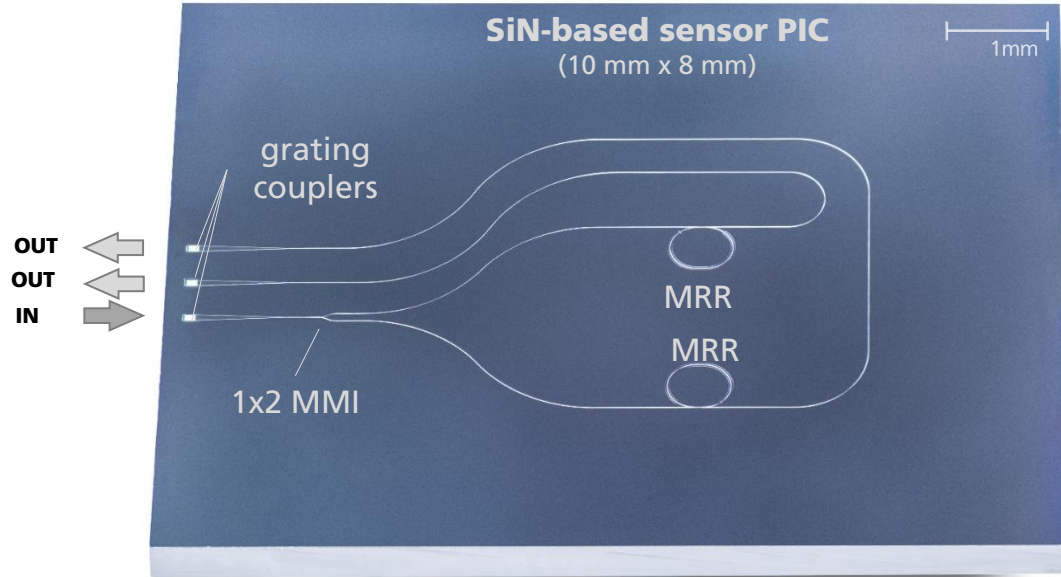 SiN-based sensor PIC
(10 mm x 8 mm)
1mm
grating
couplers
OUT
OUT
IN
MRR
MRR
1x2 MMI